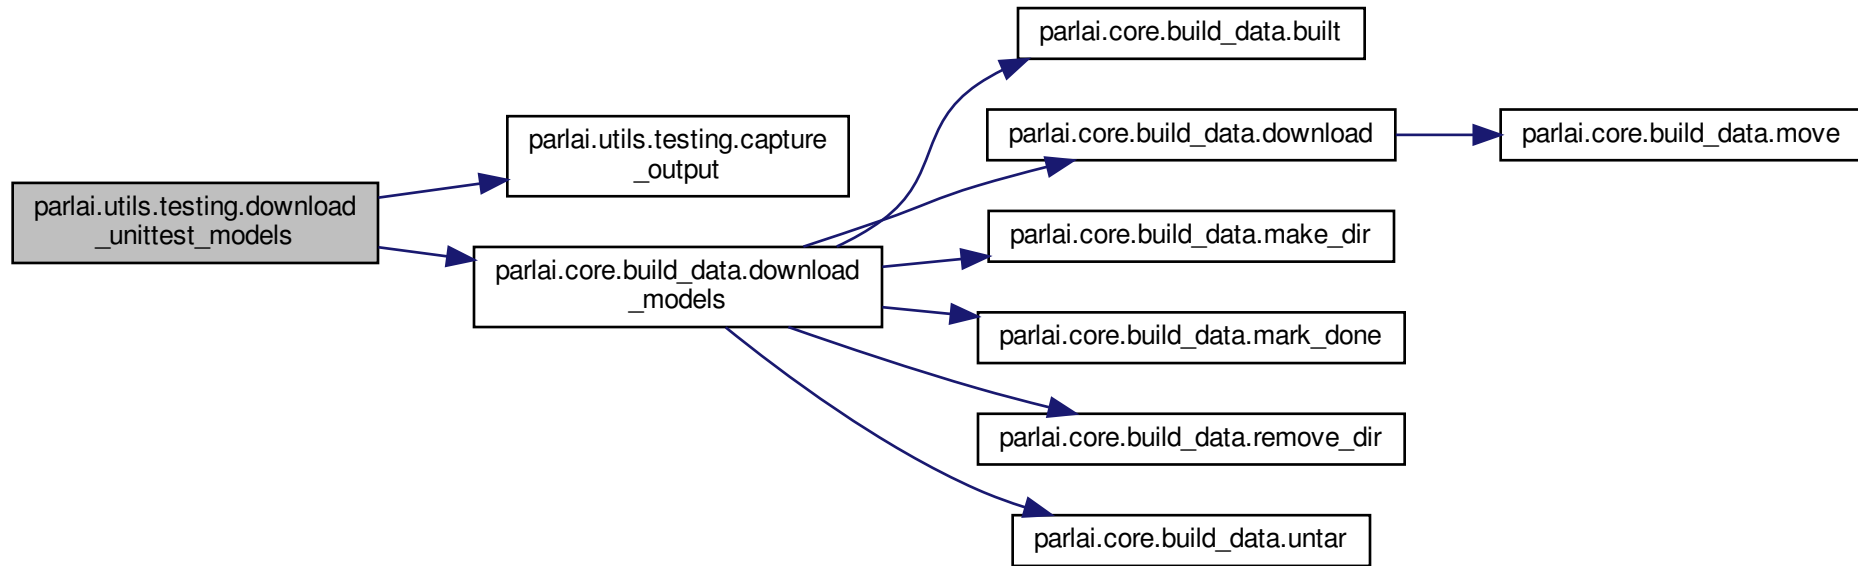 parlai.utils.testing.download
_unittest_models
parlai.utils.testing.capture
_output
parlai.core.build_data.download
_models
parlai.core.build_data.built
parlai.core.build_data.download
parlai.core.build_data.move
parlai.core.build_data.make_dir
parlai.core.build_data.mark_done
parlai.core.build_data.remove_dir
parlai.core.build_data.untar